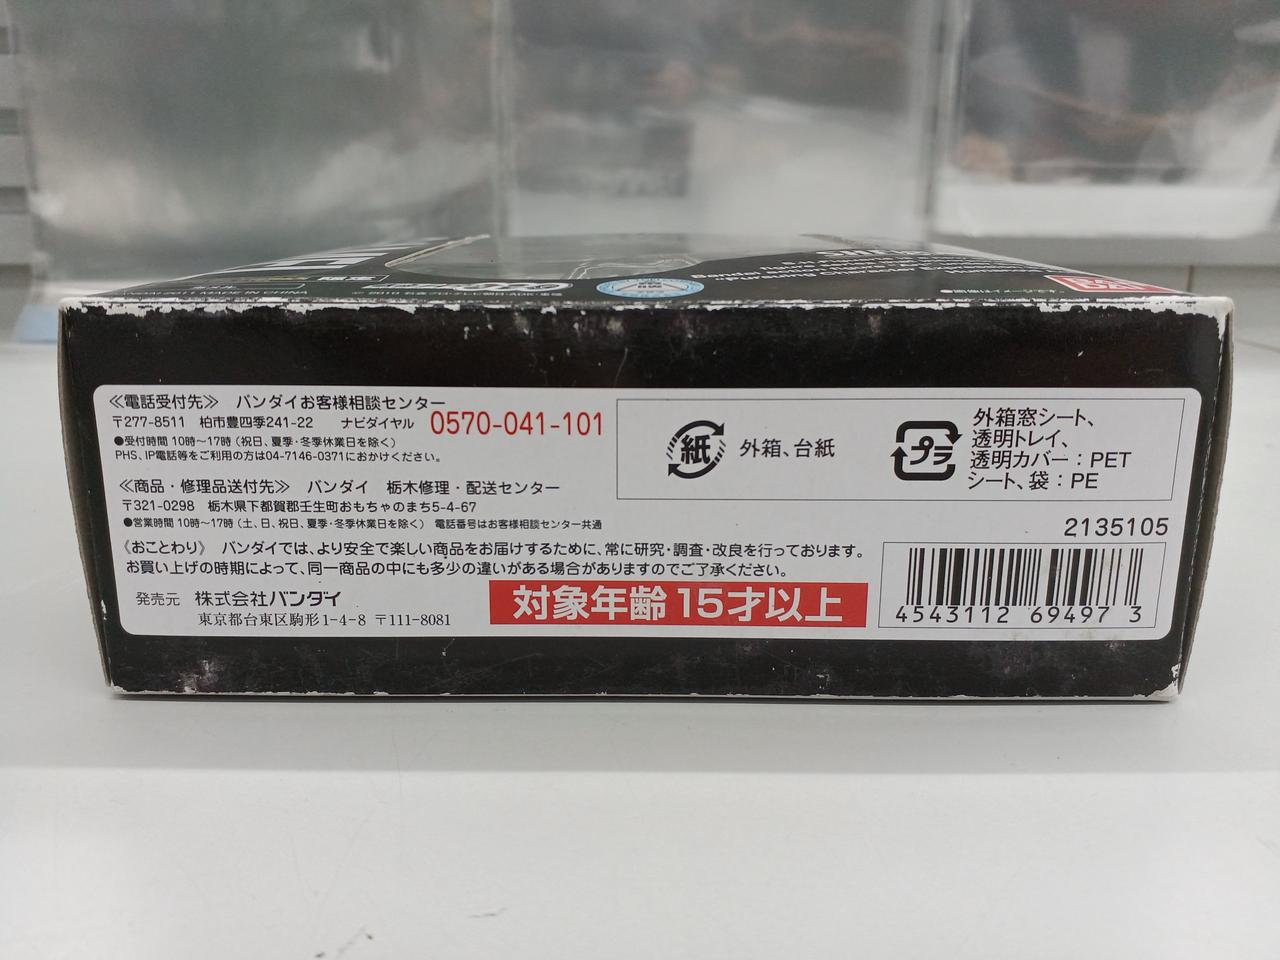 限定
MADE IN CHINA
≪電話受付先≫ バンダイお客様相談センター
〒277-8511 柏市豊四季241-22 ナビダイヤル 0570-041-101
●受付時間 10時～17時(祝日、夏季・冬季休業日を除く)
PHS、IP電話等をご利用の方は04-7146-0371におかけください。
≪商品・修理品送付先≫ バンダイ 栃木修理・配送センター
〒321-0298 栃木県下都賀郡壬生町おもちゃのまち5-4-67
●営業時間 10時～17時(土、日、祝日、夏季・冬季休業日を除く) 電話番号はお客様相談センター共通
《おことわり》 バンダイでは、より安全で楽しい商品をお届けするために、常に研究・調査・改良を行っております。
お買い上げの時期によって、同一商品の中にも多少の違いがある場合がありますのでご了承ください。
発売元 株式会社バンダイ
東京都台東区駒形1-4-8 〒111-8081
対象年齢 15才以上
紙 外箱、台紙
プラ
外箱窓シート、
透明トレイ、
透明カバー：PET
シート、袋：PE
2135105
4543112 694973